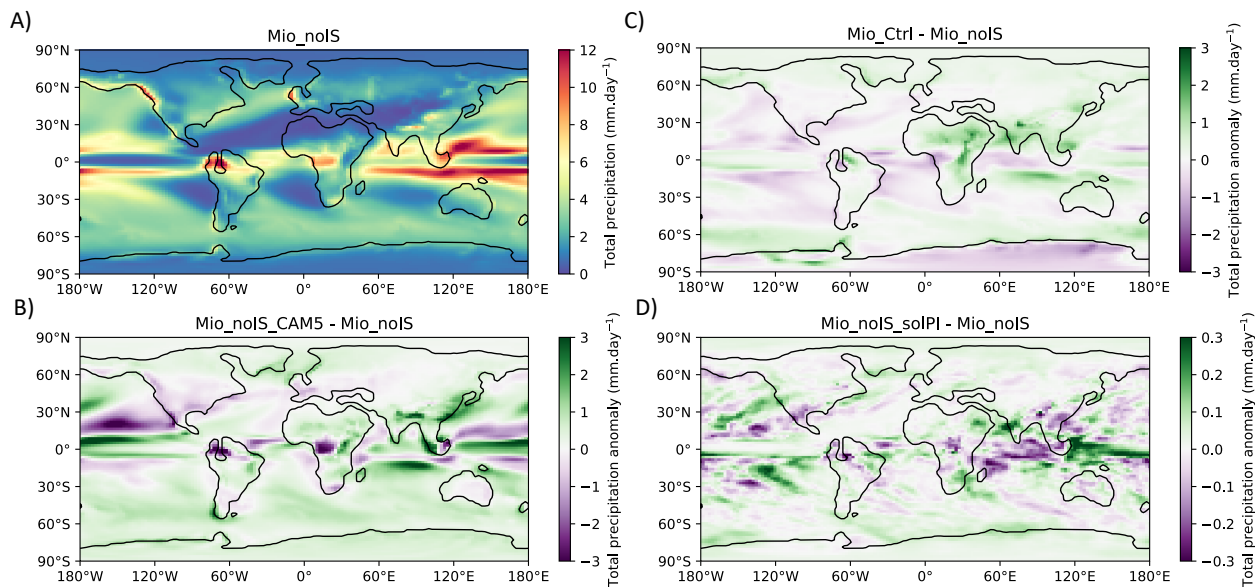 A)
Mio_noIS
90°N
60°N
30°N
0°
30°S
60°S
90°S
180°W 120°W 60°W 0° 60°E 120°E 180°E
12
10
8
6
4
2
0
Total precipitation (mm.day⁻¹)
C)
Mio_Ctrl - Mio_noIS
90°N
60°N
30°N
0°
30°S
60°S
90°S
180°W 120°W 60°W 0° 60°E 120°E 180°E
3
2
1
0
−1
−2
−3
Total precipitation anomaly (mm.day⁻¹)
B)
Mio_noIS_CAM5 - Mio_noIS
90°N
60°N
30°N
0°
30°S
60°S
90°S
180°W 120°W 60°W 0° 60°E 120°E 180°E
3
2
1
0
−1
−2
−3
Total precipitation anomaly (mm.day⁻¹)
D)
Mio_noIS_solPI - Mio_noIS
90°N
60°N
30°N
0°
30°S
60°S
90°S
180°W 120°W 60°W 0° 60°E 120°E 180°E
0.3
0.2
0.1
0.0
−0.1
−0.2
−0.3
Total precipitation anomaly (mm.day⁻¹)